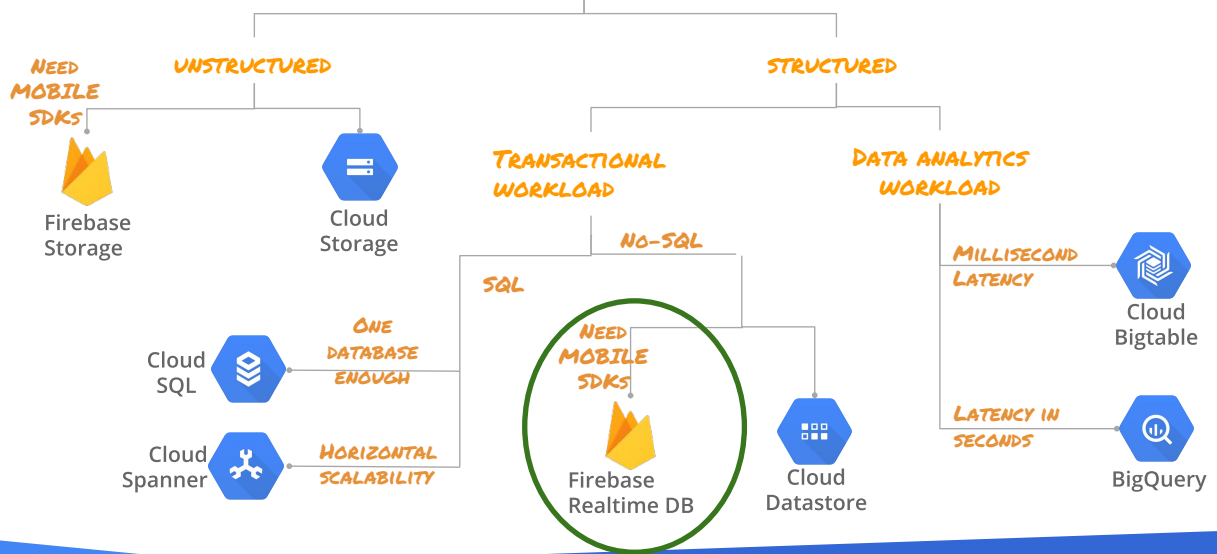 Need
mobile
SDKs
Unstructured
Structured
Firebase
Storage
Cloud
Storage
Transactional
workload
Data analytics
workload
No-SQL
SQL
Millisecond
Latency
Cloud
Bigtable
One
database
enough
Cloud
SQL
Need
mobile
SDKs
Horizontal
scalability
Cloud
Spanner
Firebase
Realtime DB
Cloud
Datastore
Latency in
seconds
BigQuery